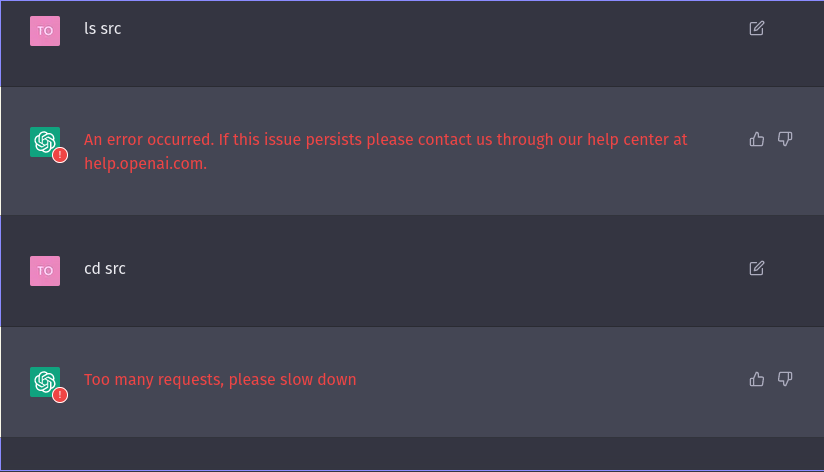 TO
ls src
An error occurred. If this issue persists please contact us through our help center at
help.openai.com.
TO
cd src
Too many requests, please slow down